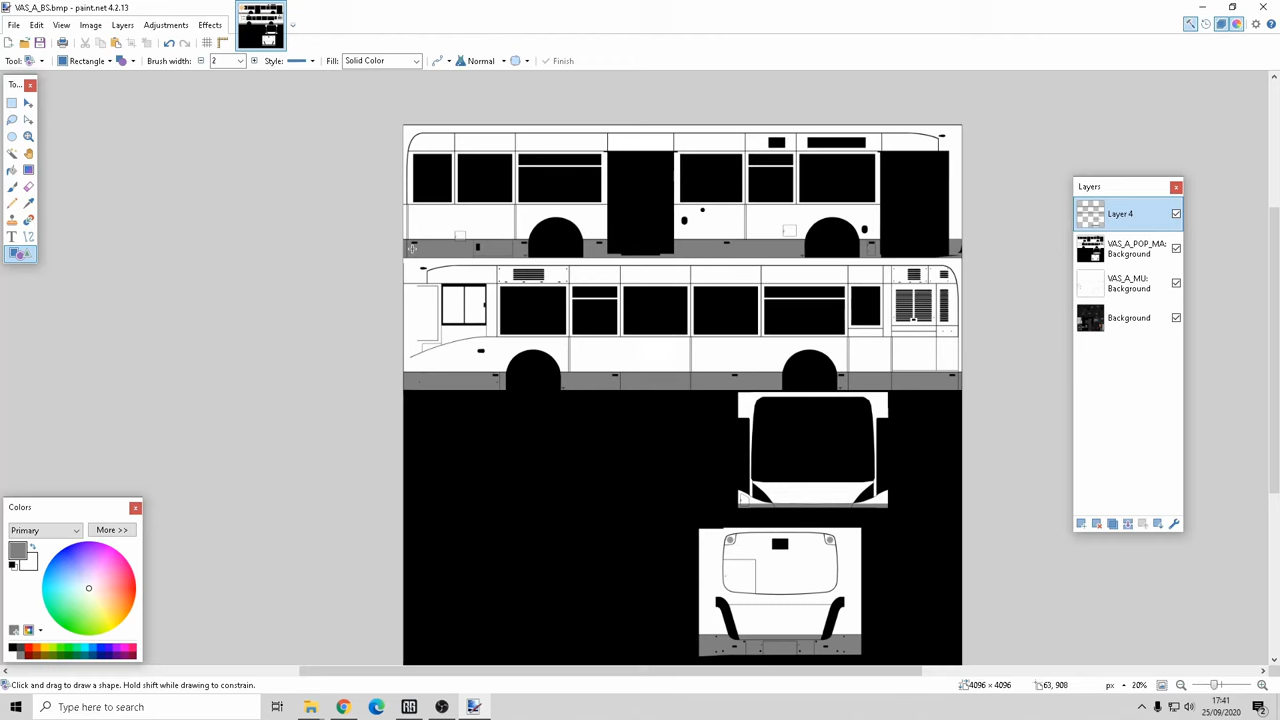 VAS_A_BS.bmp - paint.net 4.2.13
File Edit View Image Layers Adjustments Effects
Tool: Rectangle Brush width: 2 Style: Fill: Solid Color Normal Finish
To...
Layers
Layer 4
VAS_A_POP_MA:
Background
VAS_A_MU:
Background
Background
Colors
Primary More >>
Click and drag to draw a shape. Hold shift while drawing to constrain.
4096 × 4096
63, 908
px
20%
Type here to search
17:41
25/09/2020
2